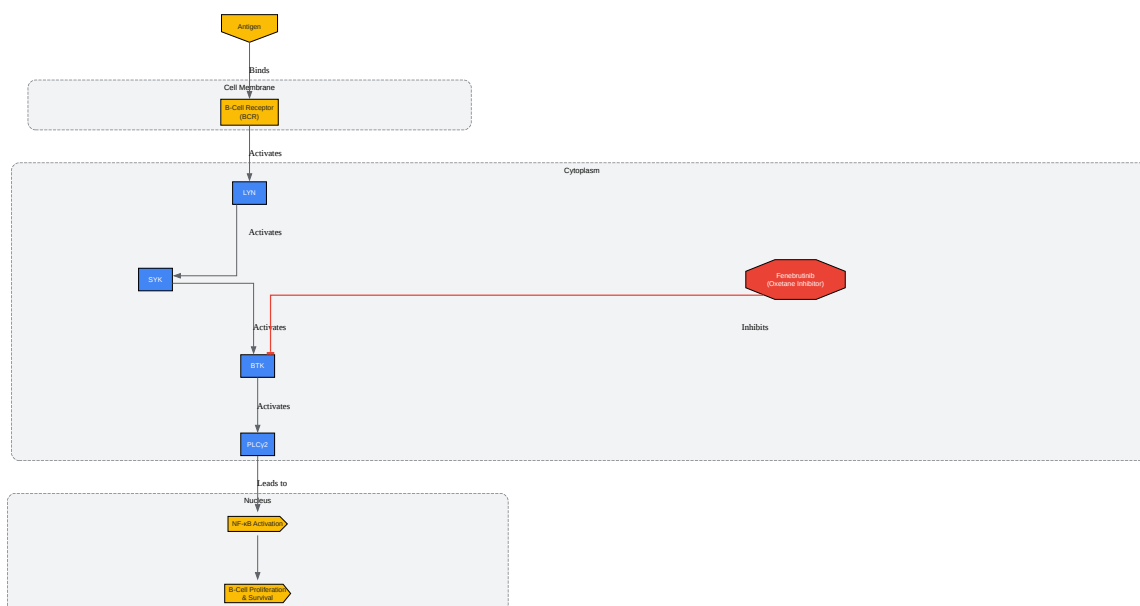 Antigen
Binds
Cell Membrane
B-Cell Receptor
(BCR)
Activates
Cytoplasm
LYN
Activates
SYK
Fenebrutinib
(Oxetane Inhibitor)
Activates
Inhibits
BTK
Activates
PLCγ2
Leads to
Nucleus
NF-κB Activation
B-Cell Proliferation
& Survival